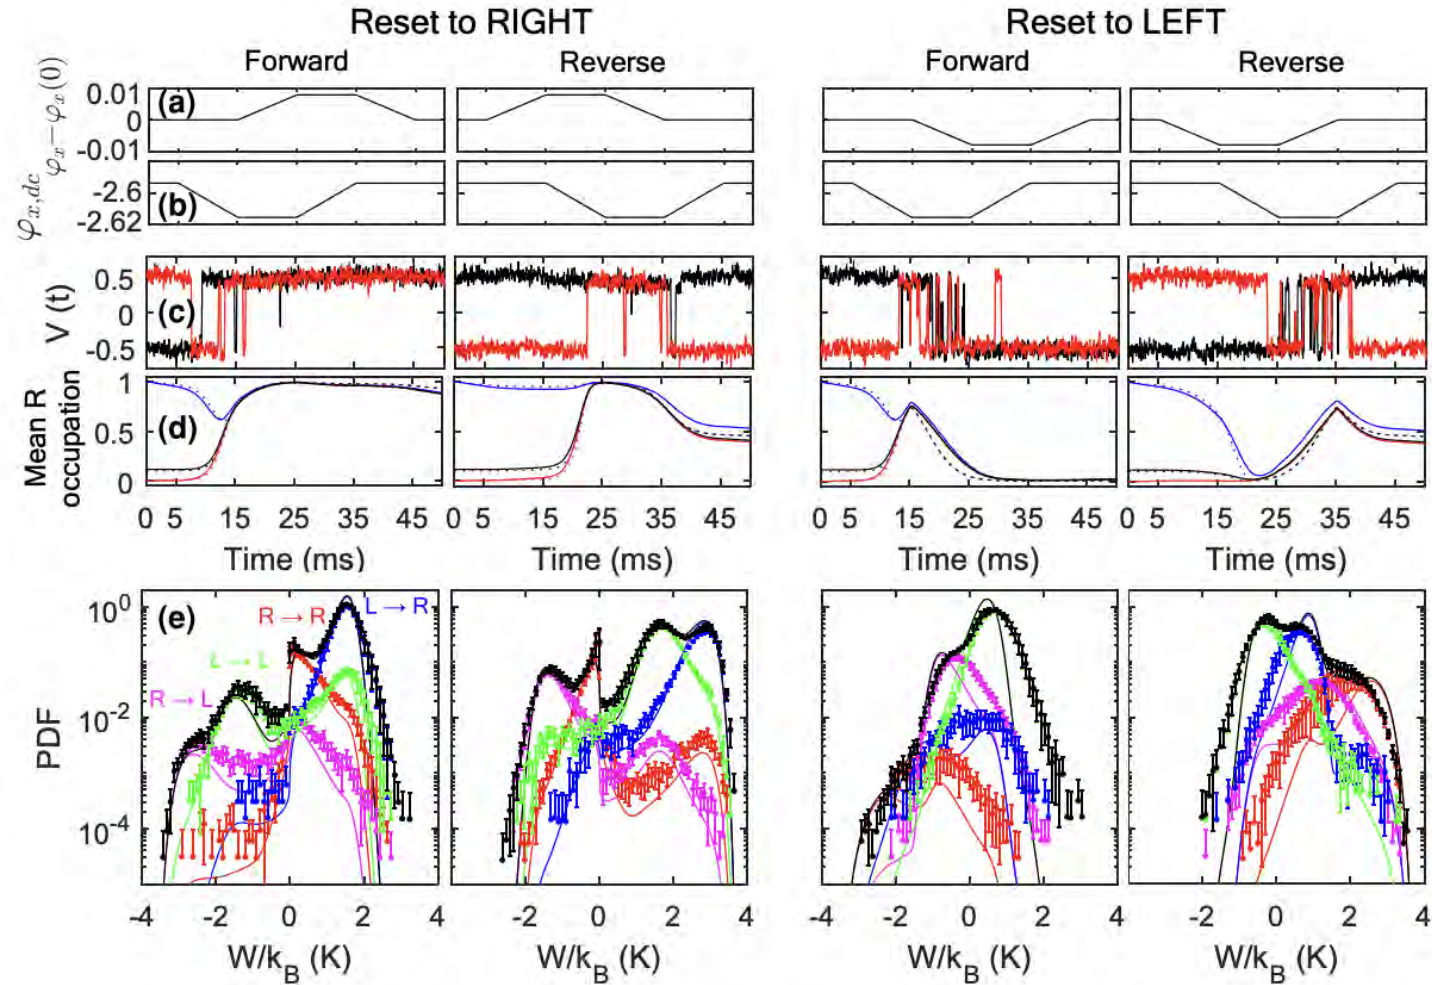 Reset to RIGHT Reset to LEFT
Forward Reverse Forward Reverse
φx − φx(0)
0.01
0
-0.01
(a)
φx,dc
-2.6
-2.62
(b)
V (t)
0.5
0
-0.5
(c)
Mean R
occupation
1
0.5
0
(d)
0 5 15 25 35 45 0 5 15 25 35 45 0 5 15 25 35 45 0 5 15 25 35 45
Time (ms) Time (ms) Time (ms) Time (ms)
PDF
10^0
10^-2
10^-4
(e)
R → R
L → R
L → L
R → L
-4 -2 0 2 4 -2 0 2 4 -4 -2 0 2 4 -2 0 2 4
W/k_B (K) W/k_B (K) W/k_B (K) W/k_B (K)